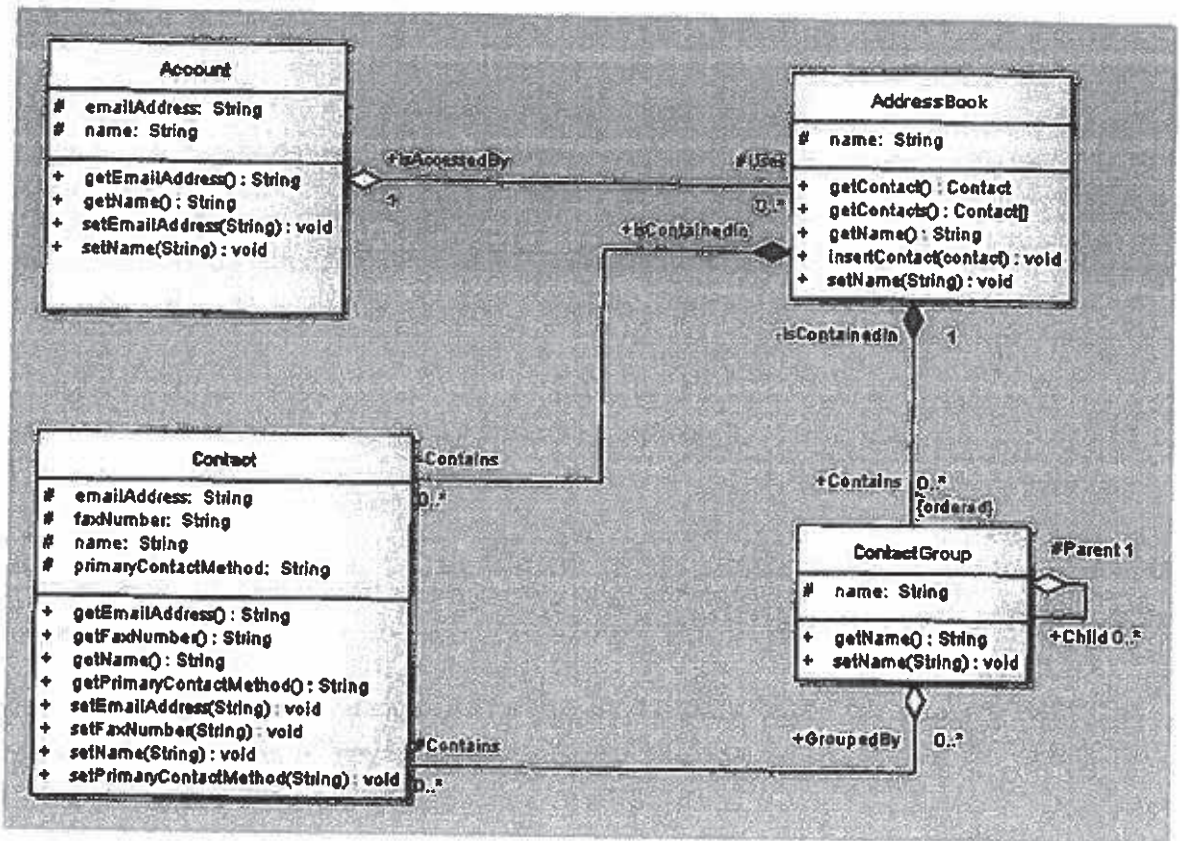 Account
# emailAddress: String
# name: String
+ getEmailAddress() : String
+ getName() : String
+ setEmailAddress(String) : void
+ setName(String) : void
AddressBook
# name: String
+ getContact() : Contact
+ getContacts() : Contact[]
+ getName() : String
+ insertContact(contact) : void
+ setName(String) : void
+IsAccessedBy
1
#Uses
0..*
+IsContainedIn
-IsContainedIn
1
Contact
# emailAddress: String
# faxNumber: String
# name: String
# primaryContactMethod: String
+ getEmailAddress() : String
+ getFaxNumber() : String
+ getName() : String
+ getPrimaryContactMethod() : String
+ setEmailAddress(String) : void
+ setFaxNumber(String) : void
+ setName(String) : void
+ setPrimaryContactMethod(String) : void
-Contains
0..*
+Contains
0..*
{ordered}
ContactGroup
# name: String
+ getName() : String
+ setName(String) : void
#Parent 1
+Child 0..*
+GroupedBy
0..*
#Contains
0..*